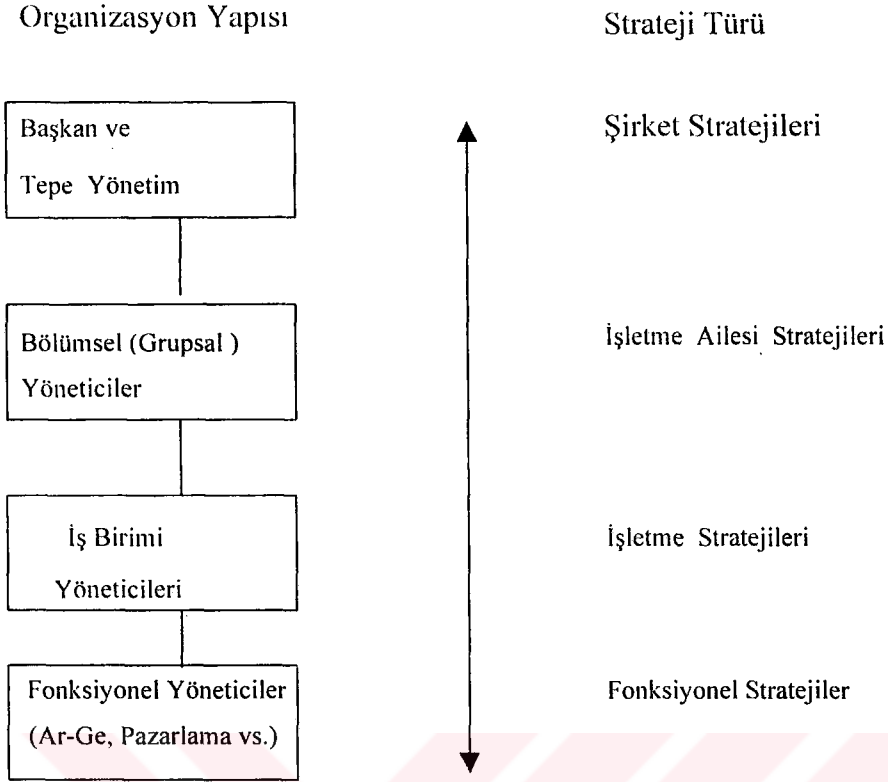 Organizasyon Yapısı
Strateji Türü
Başkan ve
Tepe Yönetim
Şirket Stratejileri
Bölümsel (Grupsal )
Yöneticiler
İşletme Ailesi Stratejileri
İş Birimi
Yöneticileri
İşletme Stratejileri
Fonksiyonel Yöneticiler
(Ar-Ge, Pazarlama vs.)
Fonksiyonel Stratejiler